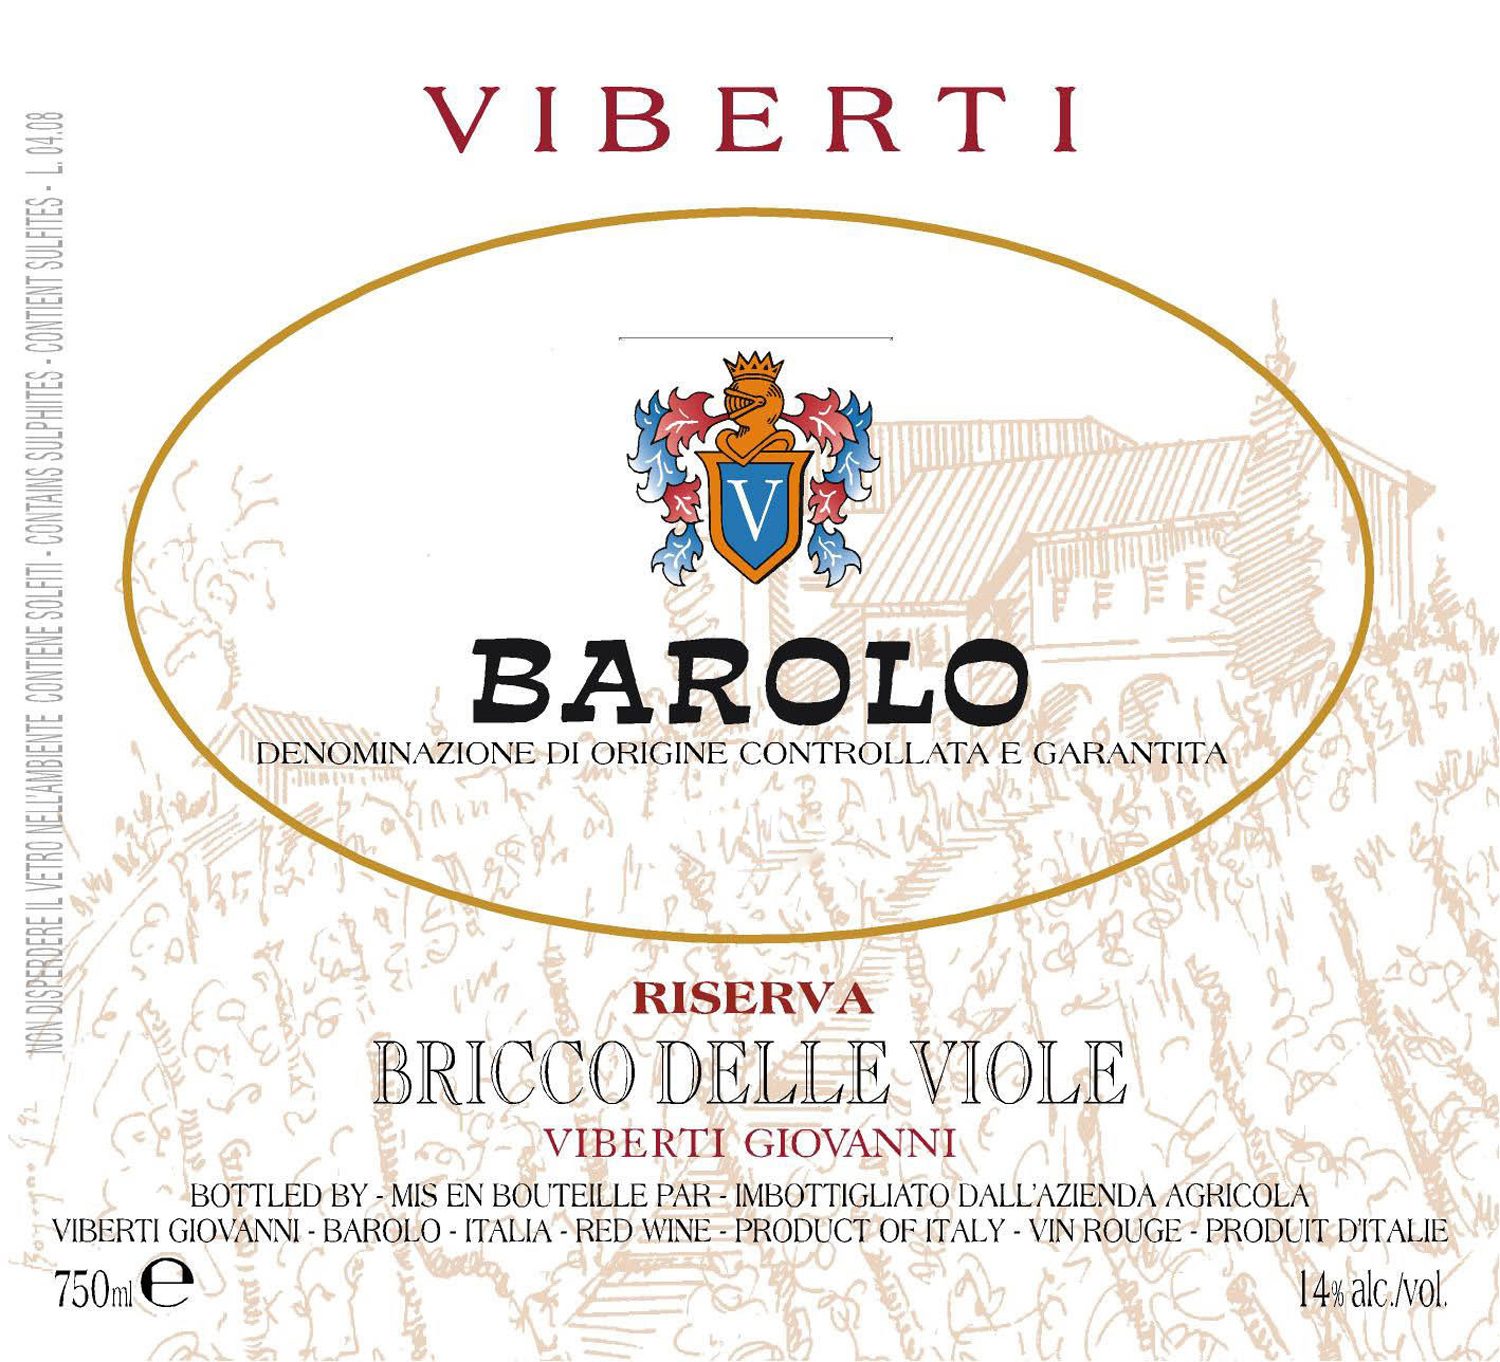 VIBERTI
V
BAROLO
DENOMINAZIONE DI ORIGINE CONTROLLATA E GARANTITA
RISERVA
BRICCO DELLE VIOLE
VIBERTI GIOVANNI
BOTTLED BY - MIS EN BOUTEILLE PAR - IMBOTTIGLIATO DALL'AZIENDA AGRICOLA
VIBERTI GIOVANNI - BAROLO - ITALIA - RED WINE - PRODUCT OF ITALY - VIN ROUGE - PRODUIT D'ITALIE
750ml e
14% alc./vol.
NON DISPERDERE IL VETRO NELL'AMBIENTE CONTIENE SOLFITI - CONTAINS SULPHITES - CONTIENT SULFITES - L. 04.08